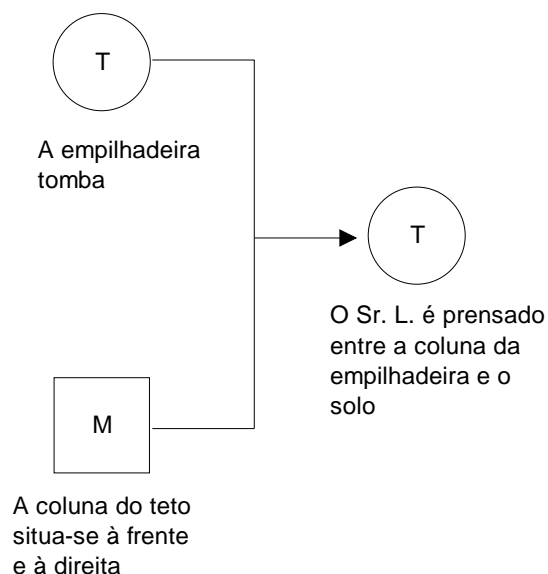 T
A empilhadeira
tomba
T
O Sr. L. é prensado
entre a coluna da
empilhadeira e o
solo
M
A coluna do teto
situa-se à frente
e à direita